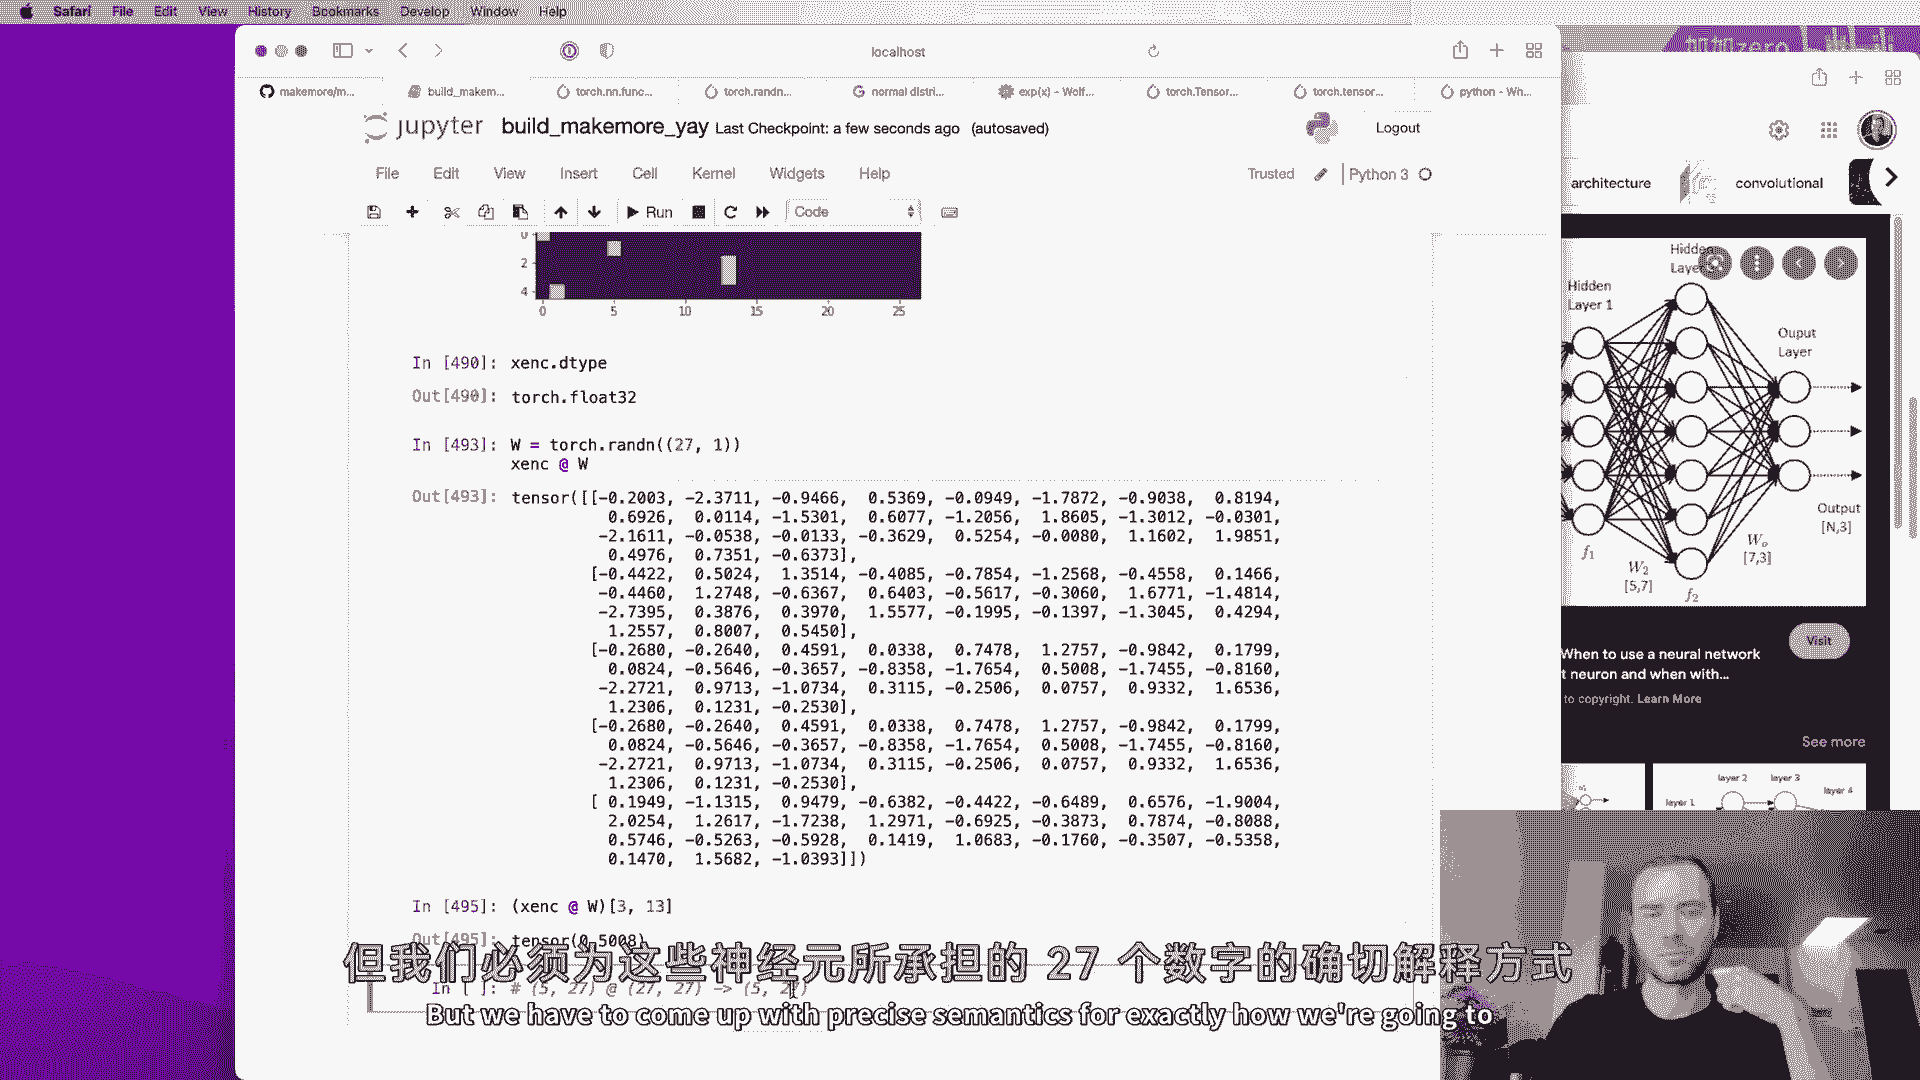 Safari File Edit View History Bookmarks Develop Window Help
localhost
makemore/m... build_makem... torch.nn.func... torch.randn... normal distri... exp(x) - Wolf... torch.Tensor... torch.tensor... python - Wh...
jupyter build_makemore_yay Last Checkpoint: a few seconds ago (autosaved)
Logout
File Edit View Insert Cell Kernel Widgets Help
Trusted Python 3
Run Code
0
2
4
0 5 10 15 20 25
In [490]: xenc.dtype
Out[490]: torch.float32
In [493]: W = torch.randn((27, 1))
xenc @ W
Out[493]: tensor([[-0.2003, -2.3711, -0.9466, 0.5369, -0.0949, -1.7872, -0.9038, 0.8194,
0.6926, 0.0114, -1.5301, 0.6077, -1.2056, 1.8605, -1.3012, -0.0301,
-2.1611, -0.0538, -0.0133, -0.3629, 0.5254, -0.0080, 1.1602, 1.9851,
0.4976, 0.7351, -0.6373],
[-0.4422, 0.5024, 1.3514, -0.4085, -0.7854, -1.2568, -0.4558, 0.1466,
-0.4460, 1.2748, -0.6367, 0.6403, -0.5617, -0.3060, 1.6771, -1.4814,
-2.7395, 0.3876, 0.3970, 1.5577, -0.1995, -0.1397, -1.3045, 0.4294,
1.2557, 0.8007, 0.5450],
[-0.2680, -0.2640, 0.4591, 0.0338, 0.7478, 1.2757, -0.9842, 0.1799,
0.0824, -0.5646, -0.3657, -0.8358, -1.7654, 0.5008, -1.7455, -0.8160,
-2.2721, 0.9713, -1.0734, 0.3115, -0.2506, 0.0757, 0.9332, 1.6536,
1.2306, 0.1231, -0.2530],
[-0.2680, -0.2640, 0.4591, 0.0338, 0.7478, 1.2757, -0.9842, 0.1799,
0.0824, -0.5646, -0.3657, -0.8358, -1.7654, 0.5008, -1.7455, -0.8160,
-2.2721, 0.9713, -1.0734, 0.3115, -0.2506, 0.0757, 0.9332, 1.6536,
1.2306, 0.1231, -0.2530],
[ 0.1949, -1.1315, 0.9479, -0.6382, -0.4422, -0.6489, 0.6576, -1.9004,
2.0254, 1.2617, -1.7238, 1.2971, -0.6925, -0.3873, 0.7874, -0.8088,
0.5746, -0.5263, -0.5928, 0.1419, 1.0683, -0.1760, -0.3507, -0.5358,
0.1470, 1.5682, -1.0393]])
In [495]: (xenc @ W)[3, 13]
Out[495]: tensor(0.5008)
In [ ]: # (5, 27) @ (27, 27) -> (5, 27)
但我们必须为这些神经元所承担的 27 个数字的确切解释方式
But we have to come up with precise semantics for exactly how we're going to
architecture convolutional
Hidden
Layer
Hidden
Layer 1
Ouput
Layer
Output
[N,3]
f1
W2
[5,7]
f2
Wo
[7,3]
Visit
When to use a neural network
t neuron and when with...
to copyright. Learn More
See more
layer 1 layer 2 layer 3 layer 4